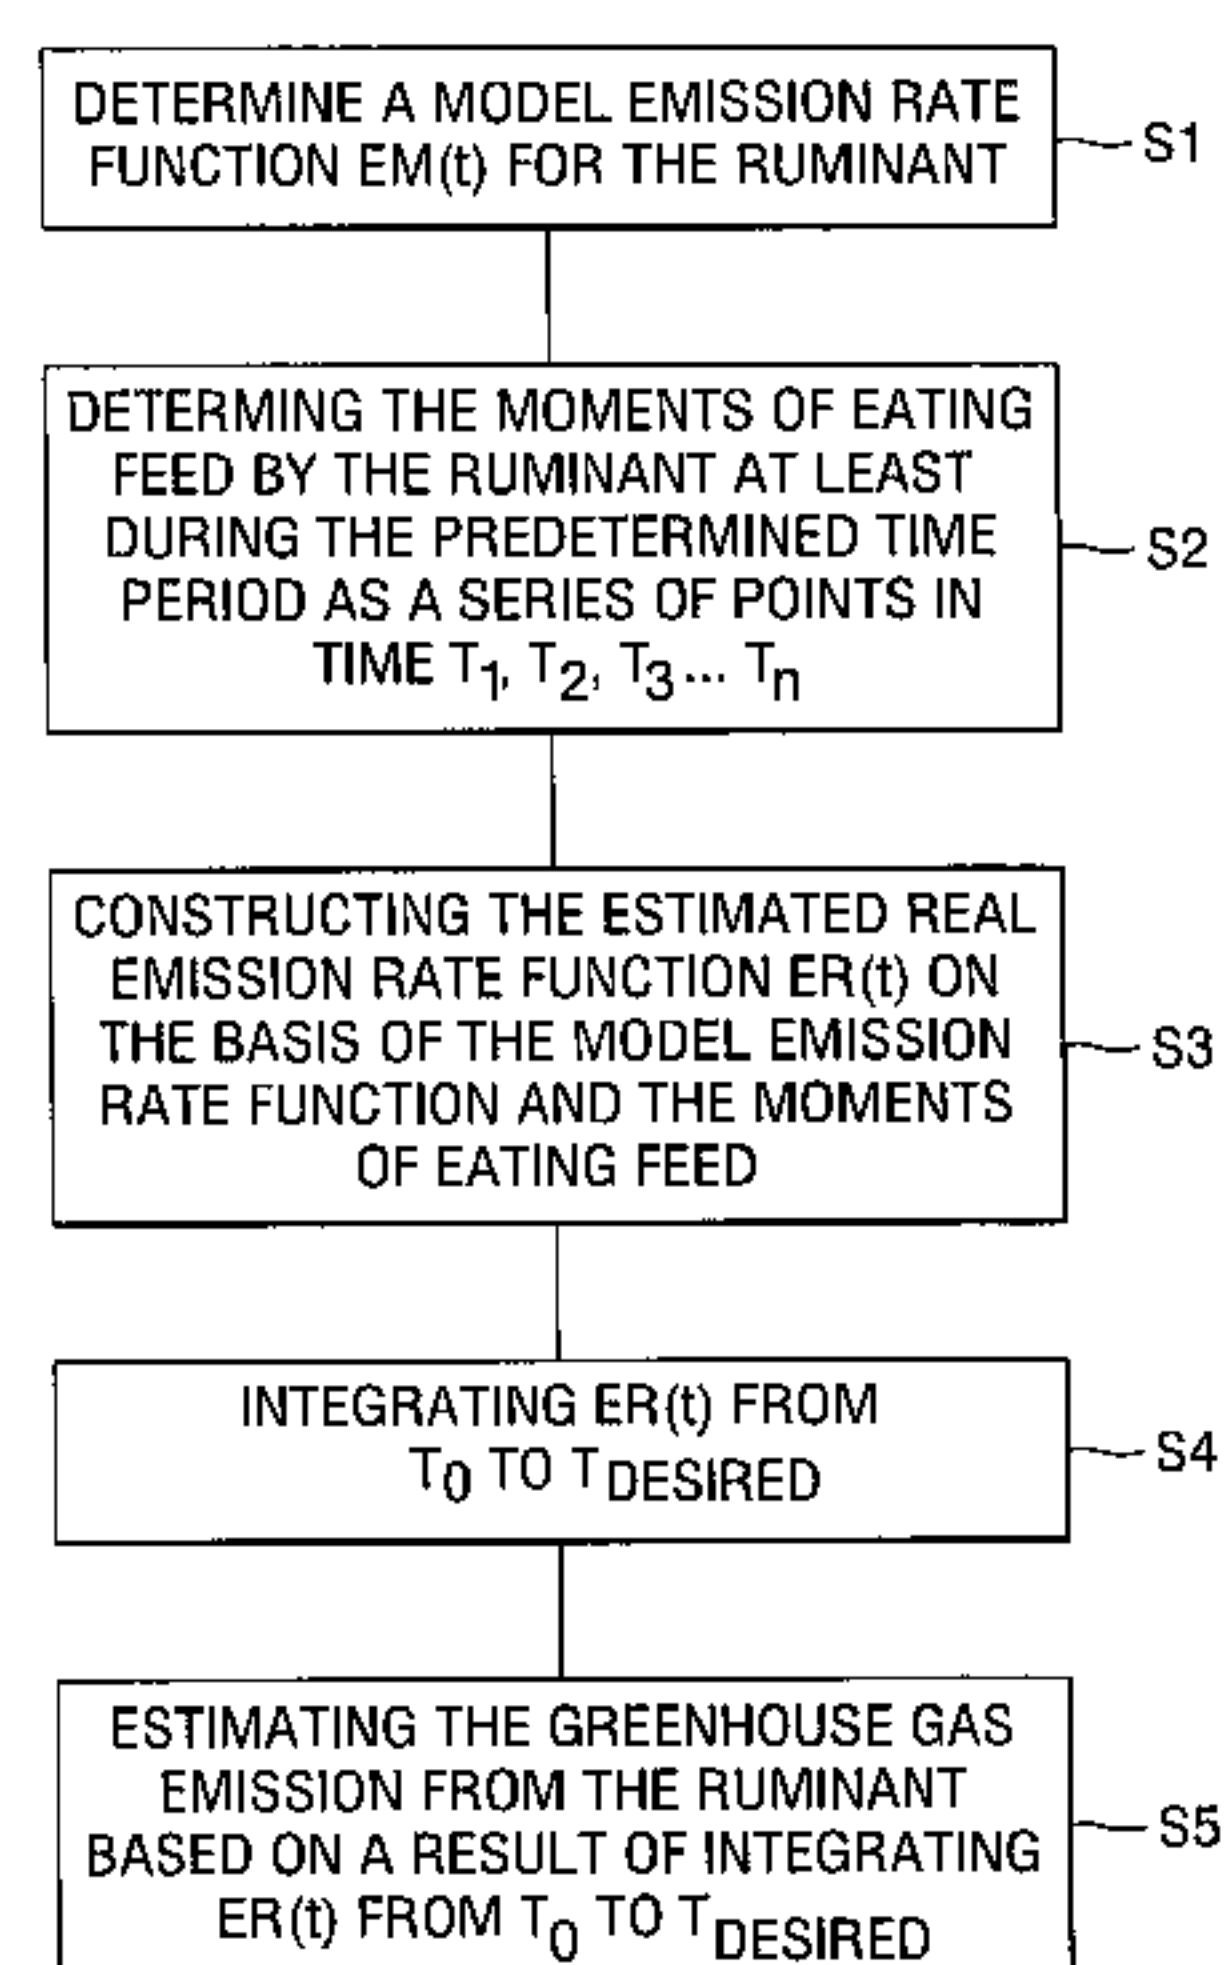 DETERMINE A MODEL EMISSION RATE
FUNCTION EM(t) FOR THE RUMINANT
S1
DETERMING THE MOMENTS OF EATING
FEED BY THE RUMINANT AT LEAST
DURING THE PREDETERMINED TIME
PERIOD AS A SERIES OF POINTS IN
TIME T1, T2, T3... Tn
S2
CONSTRUCTING THE ESTIMATED REAL
EMISSION RATE FUNCTION ER(t) ON
THE BASIS OF THE MODEL EMISSION
RATE FUNCTION AND THE MOMENTS
OF EATING FEED
S3
INTEGRATING ER(t) FROM
T0 TO TDESIRED
S4
ESTIMATING THE GREENHOUSE GAS
EMISSION FROM THE RUMINANT
BASED ON A RESULT OF INTEGRATING
ER(t) FROM T0 TO TDESIRED
S5